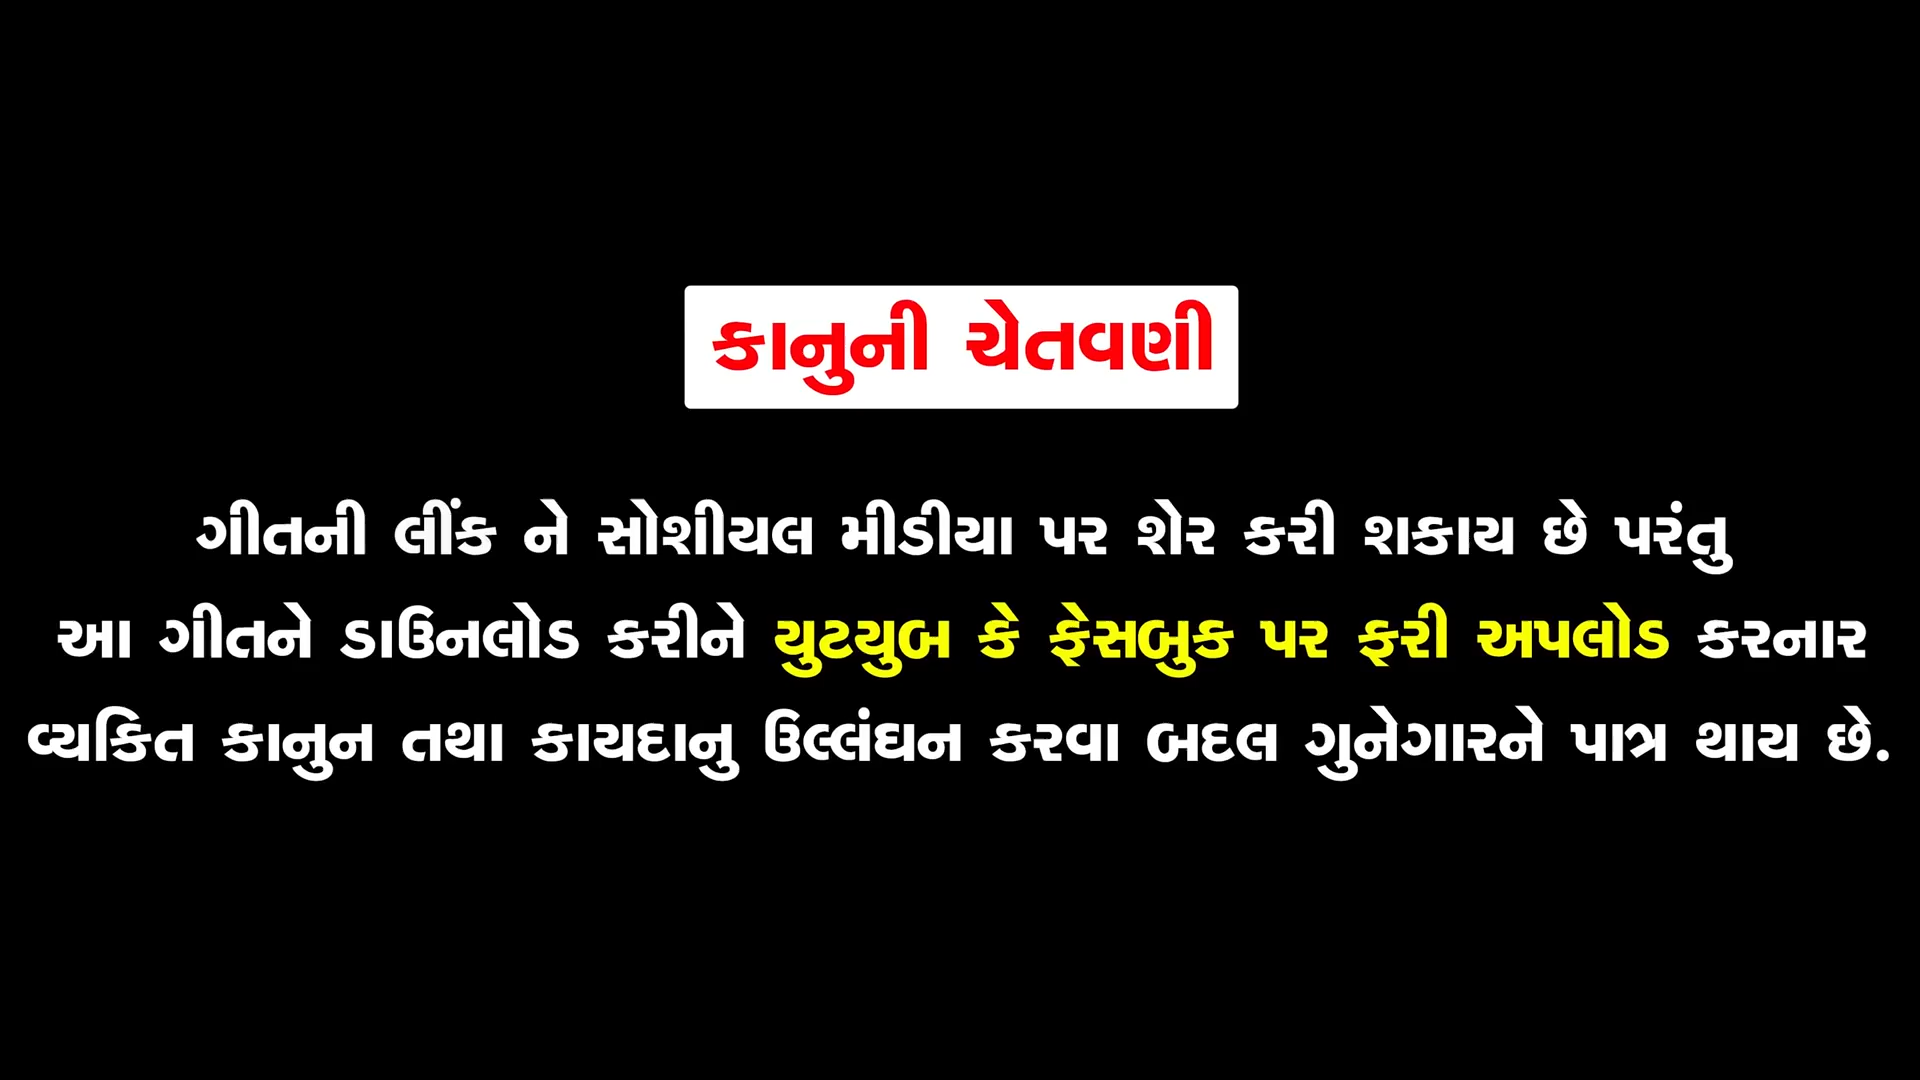 કાનુની ચેતવણી
ગીતની લીંક ને સોશીયલ મીડીયા પર શેર કરી શકાય છે પરંતુ
આ ગીતને ડાઉનલોડ કરીને યુટયુબ કે ફેસબુક પર ફરી અપલોડ કરનાર
વ્યકિત કાનુન તથા કાયદાનુ ઉલ્લંઘન કરવા બદલ ગુનેગારને પાત્ર થાય છે.